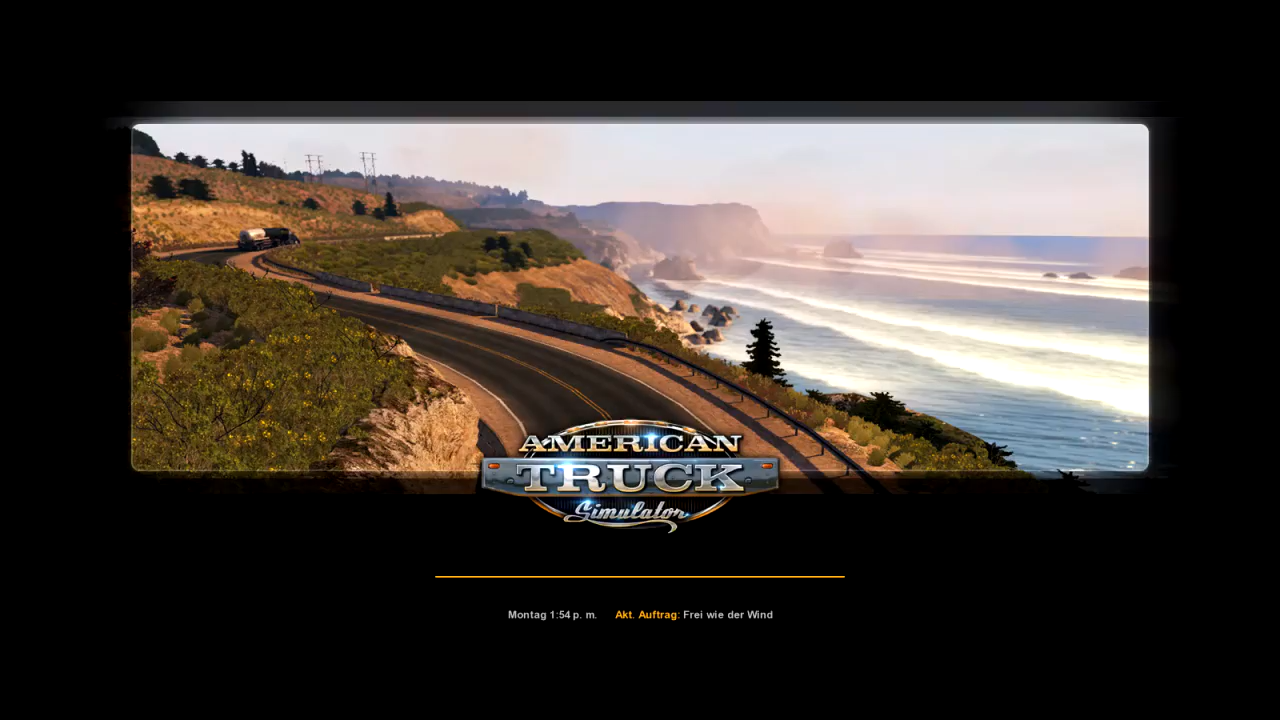 AMERICAN
TRUCK
Simulator
Montag 1:54 p. m. Akt. Auftrag: Frei wie der Wind